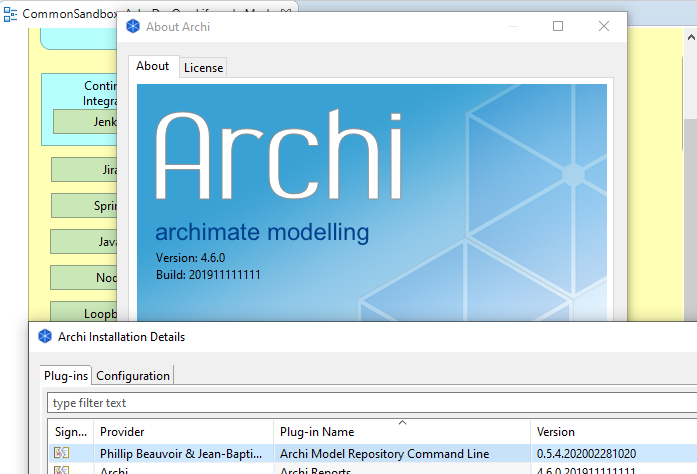 CommonSandbox
About Archi
About
License
Archi
archimate modelling
Version: 4.6.0
Build: 201911111111
Contin
Integra
Jenk
Jira
Sprin
Java
Nod
Loopb
Archi Installation Details
Plug-ins
Configuration
type filter text
Sign... Provider Plug-in Name Version
Phillip Beauvoir & Jean-Bapti... Archi Model Repository Command Line 0.5.4.202002281020
Archi Archi Reports 4.6.0.201911111111